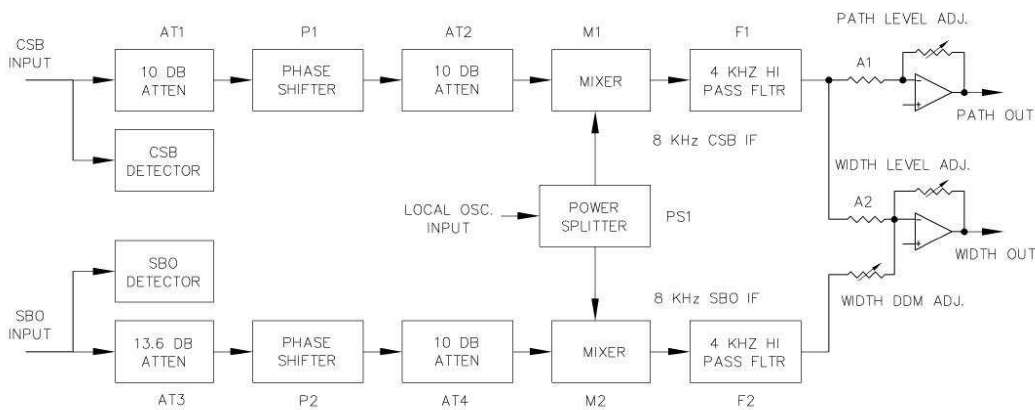 PATH LEVEL ADJ.
AT1
P1
AT2
M1
F1
A1
CSB
INPUT
10 DB
ATTEN
PHASE
SHIFTER
10 DB
ATTEN
MIXER
4 KHZ HI
PASS FLTR
−
+
PATH OUT
CSB
DETECTOR
8 KHz CSB IF
WIDTH LEVEL ADJ.
A2
LOCAL OSC.
INPUT
POWER
SPLITTER
PS1
−
+
WIDTH OUT
SBO
DETECTOR
8 KHz SBO IF
WIDTH DDM ADJ.
SBO
INPUT
13.6 DB
ATTEN
PHASE
SHIFTER
10 DB
ATTEN
MIXER
4 KHZ HI
PASS FLTR
AT3
P2
AT4
M2
F2